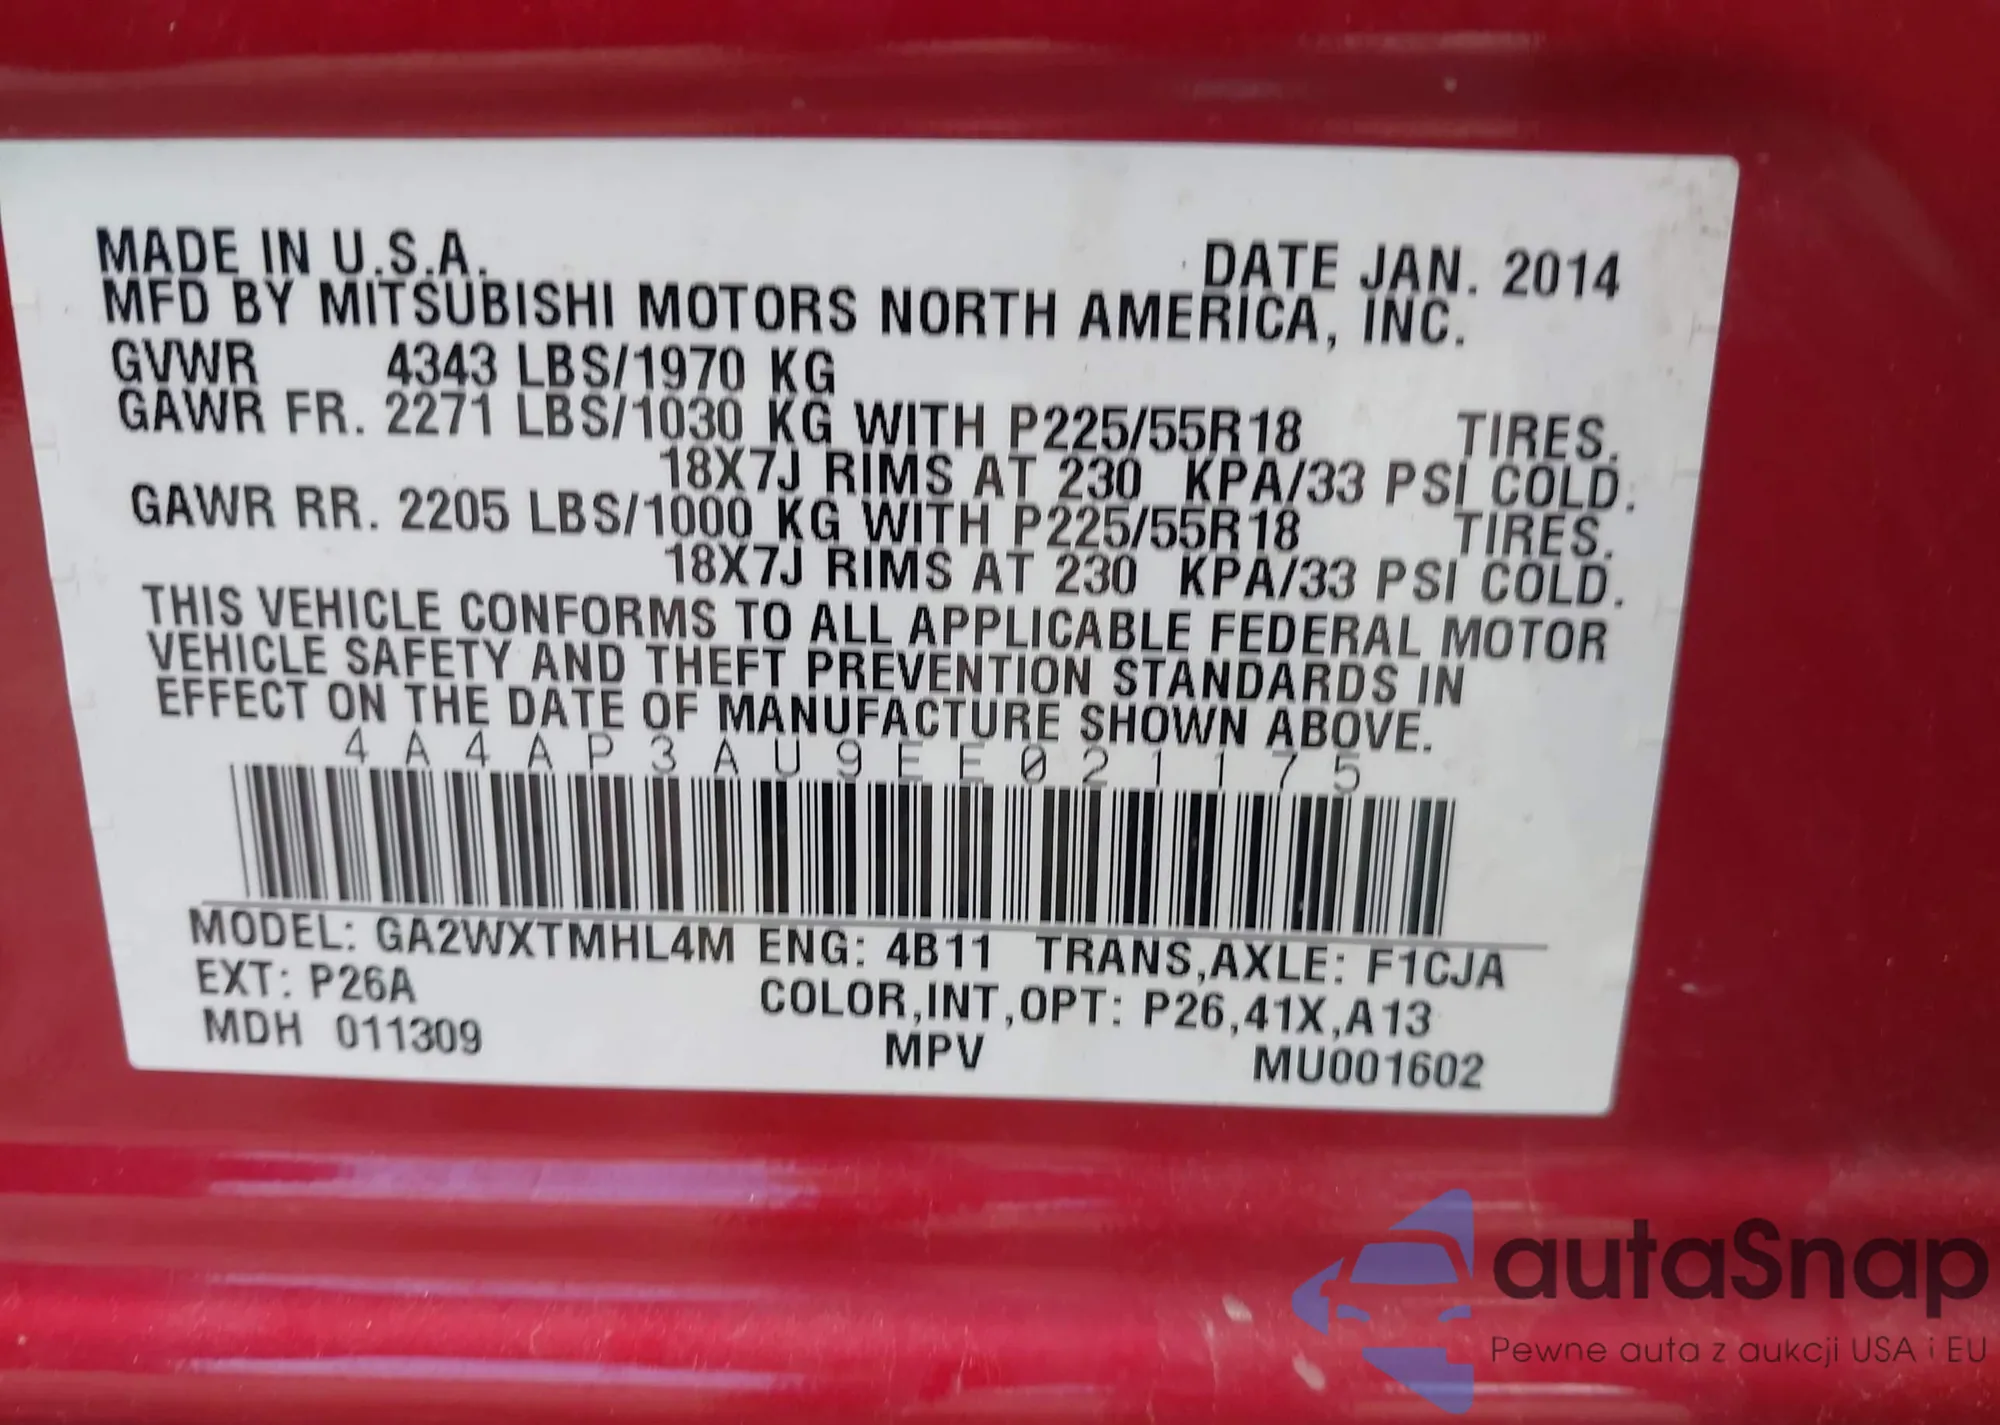 MADE IN U.S.A. DATE JAN. 2014
MFD BY MITSUBISHI MOTORS NORTH AMERICA, INC.
GVWR 4343 LBS/1970 KG
GAWR FR. 2271 LBS/1030 KG WITH P225/55R18 TIRES.
18X7J RIMS AT 230 KPA/33 PSI COLD.
GAWR RR. 2205 LBS/1000 KG WITH P225/55R18 TIRES.
18X7J RIMS AT 230 KPA/33 PSI COLD.
THIS VEHICLE CONFORMS TO ALL APPLICABLE FEDERAL MOTOR
VEHICLE SAFETY AND THEFT PREVENTION STANDARDS IN
EFFECT ON THE DATE OF MANUFACTURE SHOWN ABOVE.
4A4AP3AU9EE021175
MODEL: GA2WXTMHL4M ENG: 4B11 TRANS,AXLE: F1CJA
EXT: P26A COLOR,INT,OPT: P26,41X,A13
MDH 011309 MPV MU001602
autaSnap
Pewne auta z aukcji USA i EU